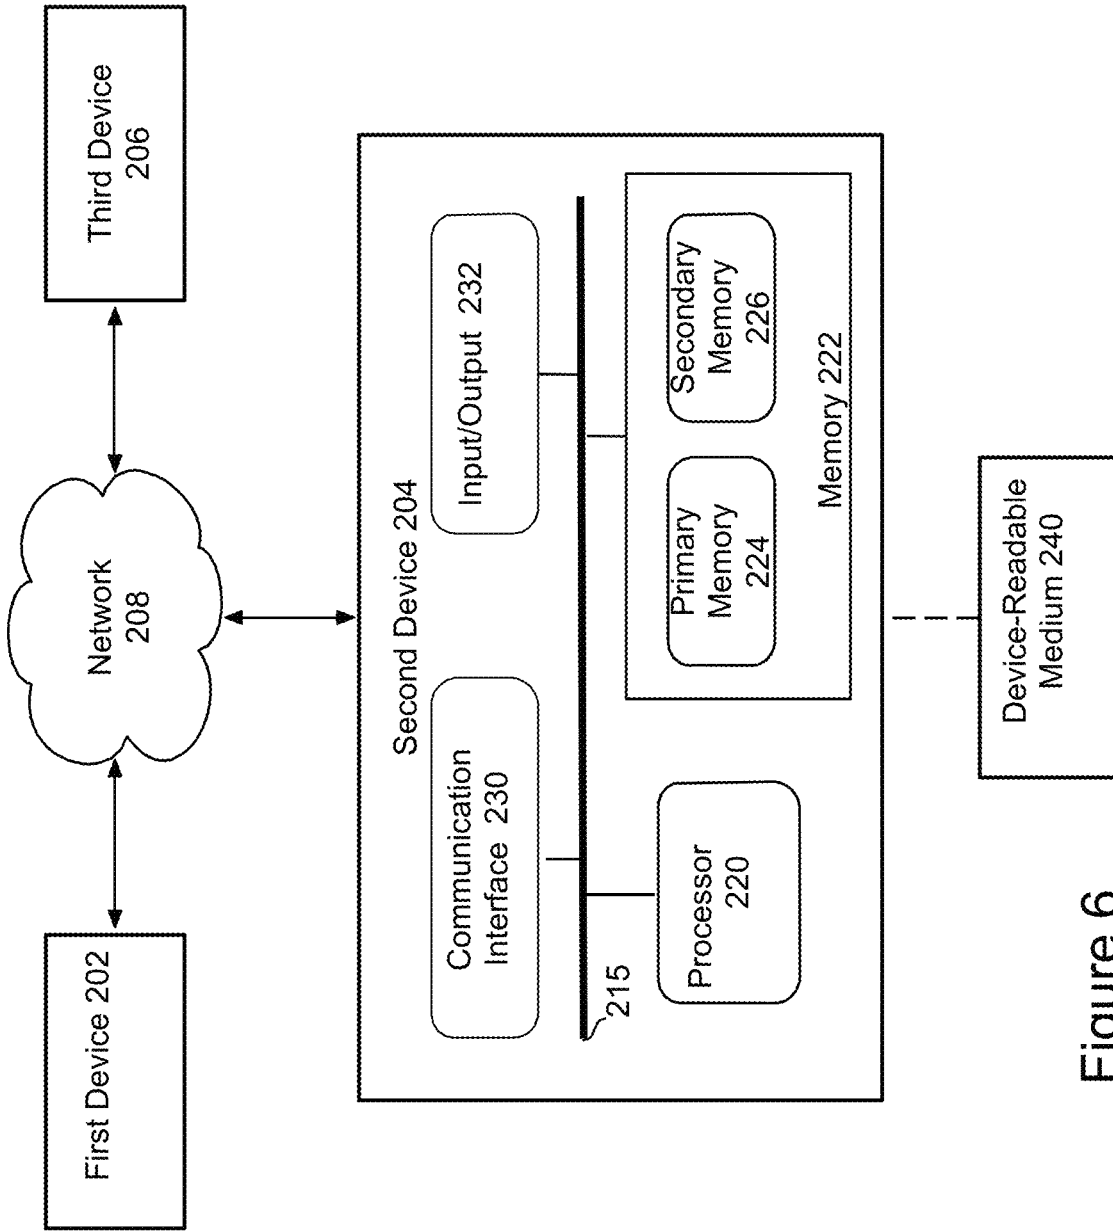 First Device 202
Network
208
Third Device
206
Second Device 204
Communication
Interface 230
Input/Output 232
215
Processor
220
Primary
Memory
224
Secondary
Memory
226
Memory 222
Device-Readable
Medium 240
Figure 6